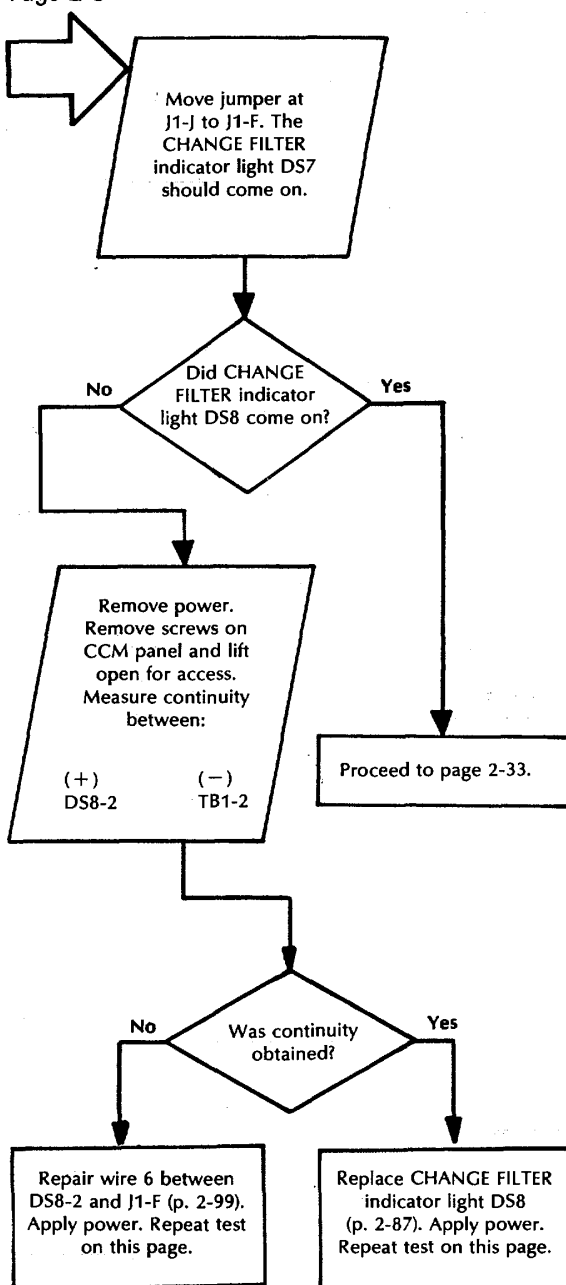 Move jumper at
J1-J to J1-F. The
CHANGE FILTER
indicator light DS7
should come on.
Did CHANGE
FILTER indicator
light DS8 come on?
No
Yes
Remove power.
Remove screws on
CCM panel and lift
open for access.
Measure continuity
between:
(+) (−)
DS8-2 TB1-2
Proceed to page 2-33.
Was continuity
obtained?
No
Yes
Repair wire 6 between
DS8-2 and J1-F (p. 2-99).
Apply power. Repeat test
on this page.
Replace CHANGE FILTER
indicator light DS8
(p. 2-87). Apply power.
Repeat test on this page.